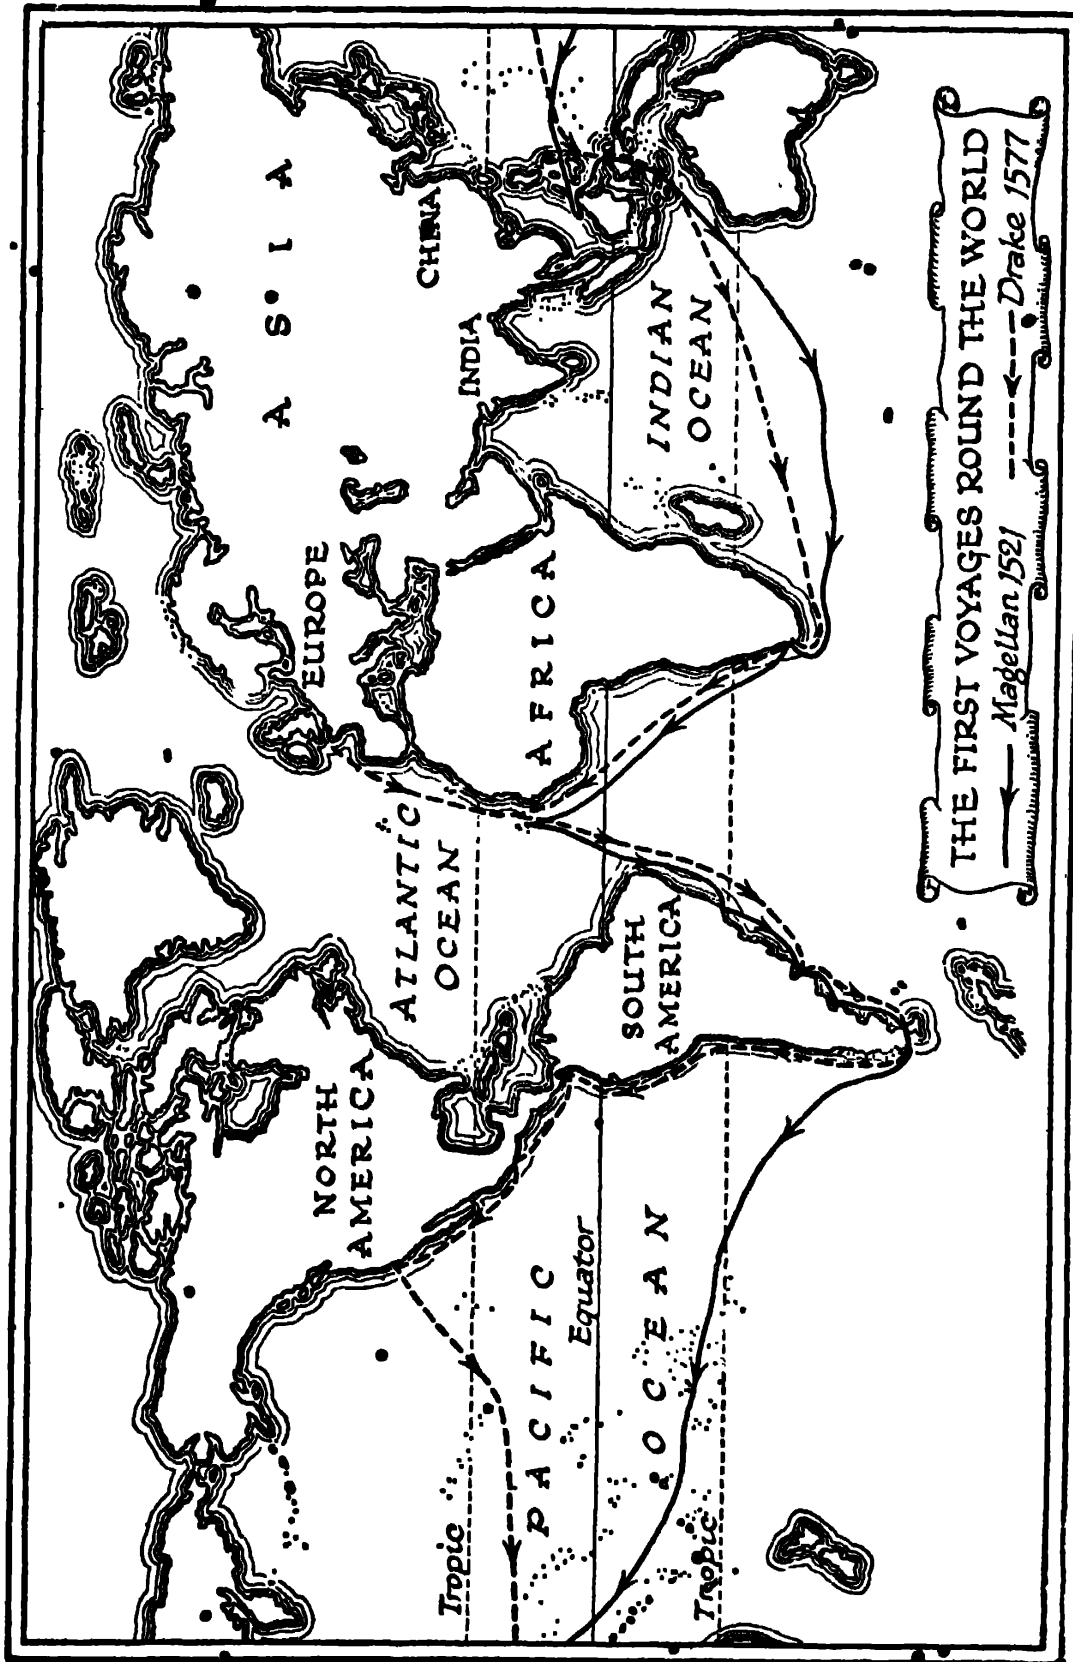 ASIA
CHINA
INDIA
EUROPE
AFRICA
INDIAN
OCEAN
ATLANTIC
OCEAN
NORTH
AMERICA
SOUTH
AMERICA
PACIFIC
OCEAN
Equator
Tropic
Tropic
THE FIRST VOYAGES ROUND THE WORLD
Magellan 1521 Drake 1577